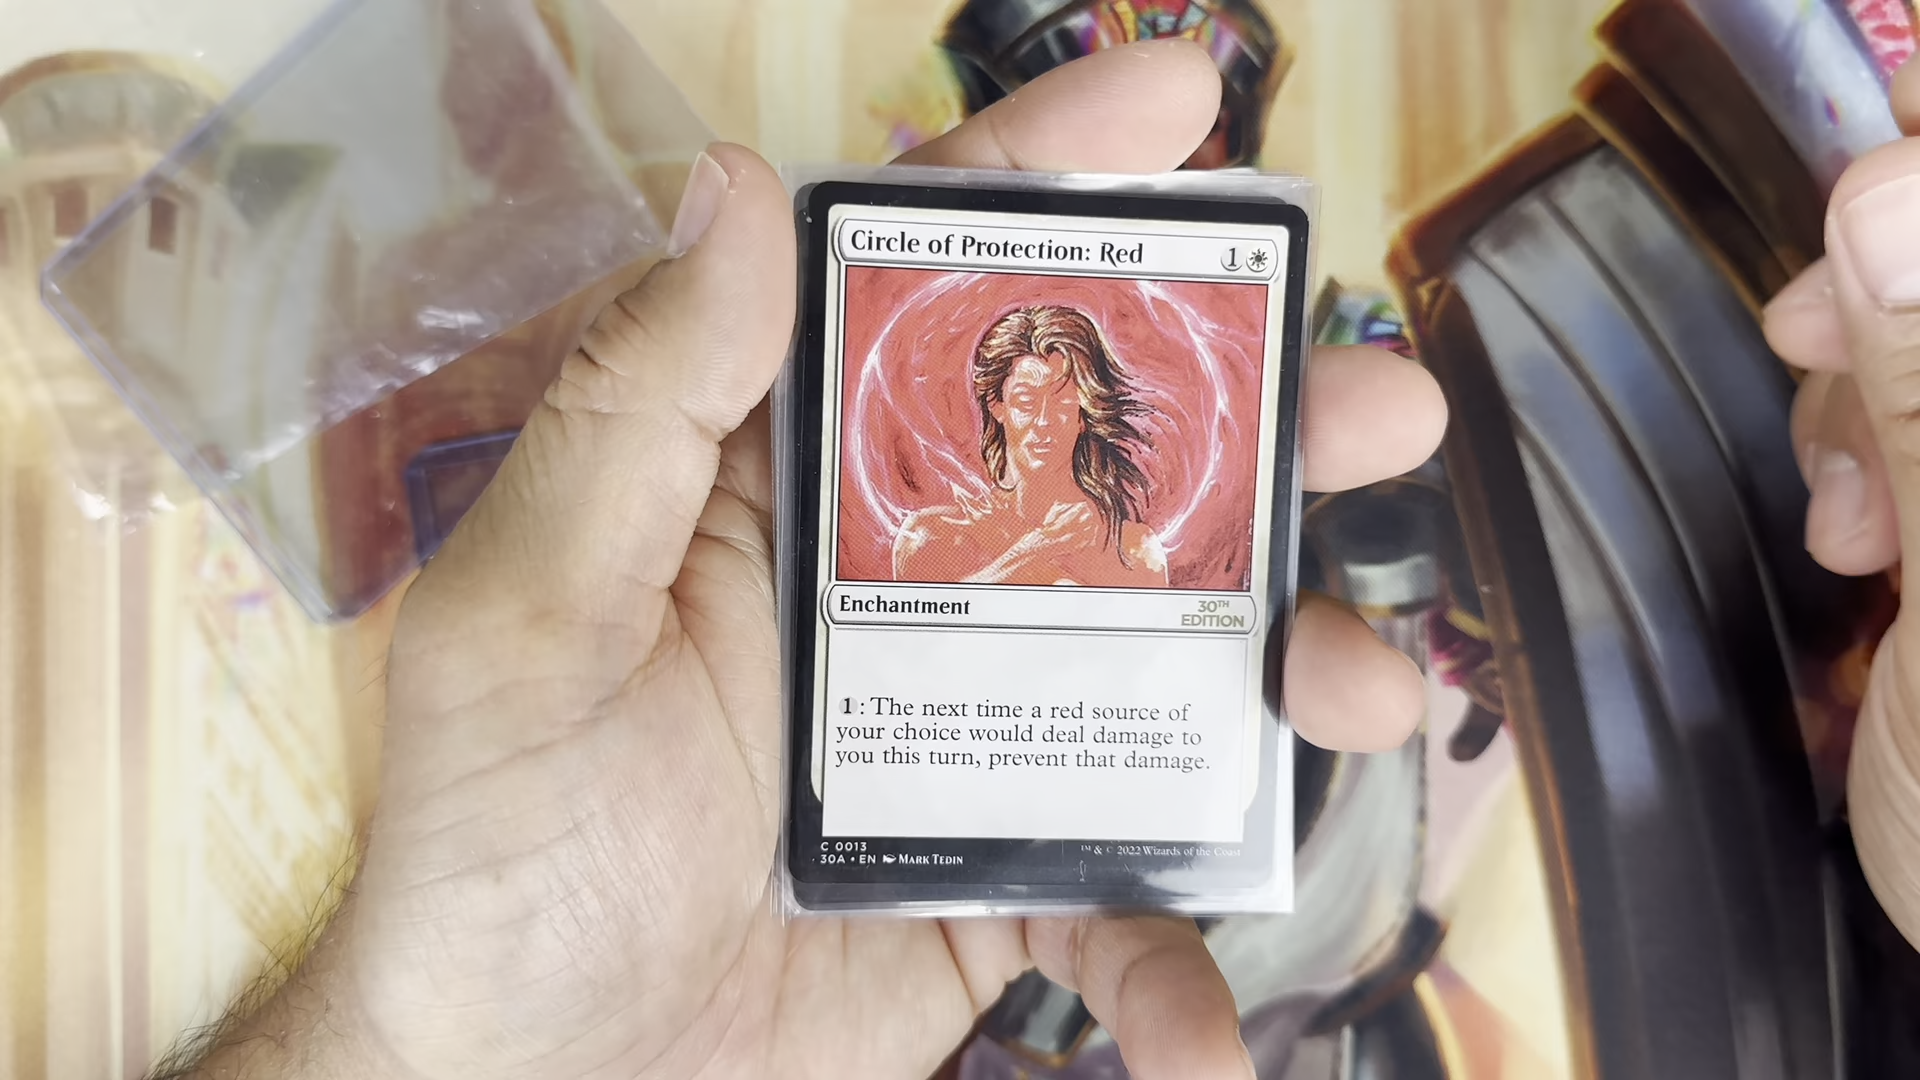 Circle of Protection: Red 1
Enchantment
30TH
EDITION
1: The next time a red source of
your choice would deal damage to
you this turn, prevent that damage.
C 0013
30A • EN MARK TEDIN
™ & © 2022 Wizards of the Coast